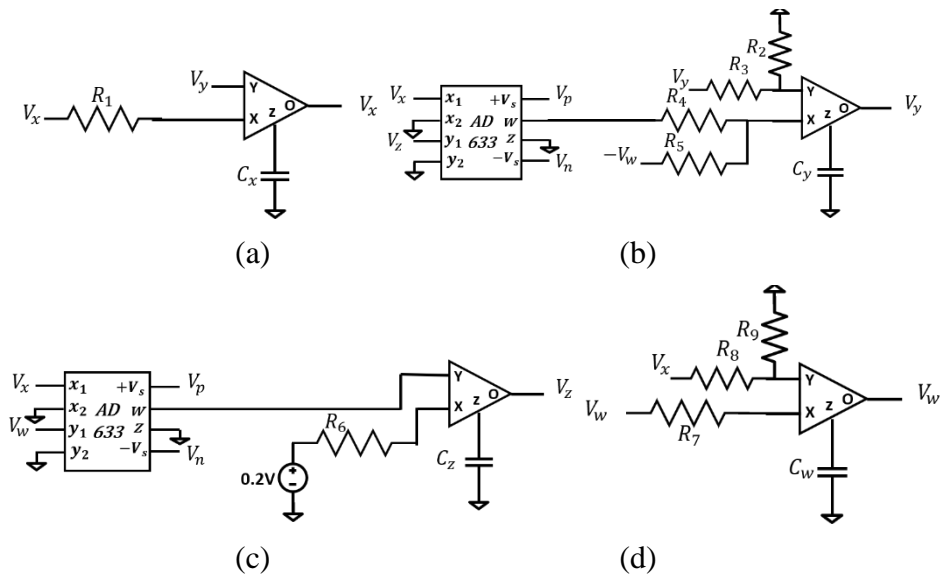 V_x R_1 V_y Y X Z O V_x
C_x
(a)
V_x x_1 +V_s V_p
x_2 AD W
V_z y_1 633 Z
y_2 -V_s V_n
R_2
V_y R_3 Y
R_4 X Z O V_y
-V_w R_5
C_y
(b)
V_x x_1 +V_s V_p
x_2 AD W
V_w y_1 633 Z
y_2 -V_s V_n
Y X Z O V_z
R_6
0.2V + -
C_z
(c)
R_9
V_x R_8 Y
V_w R_7 X Z O V_w
C_w
(d)